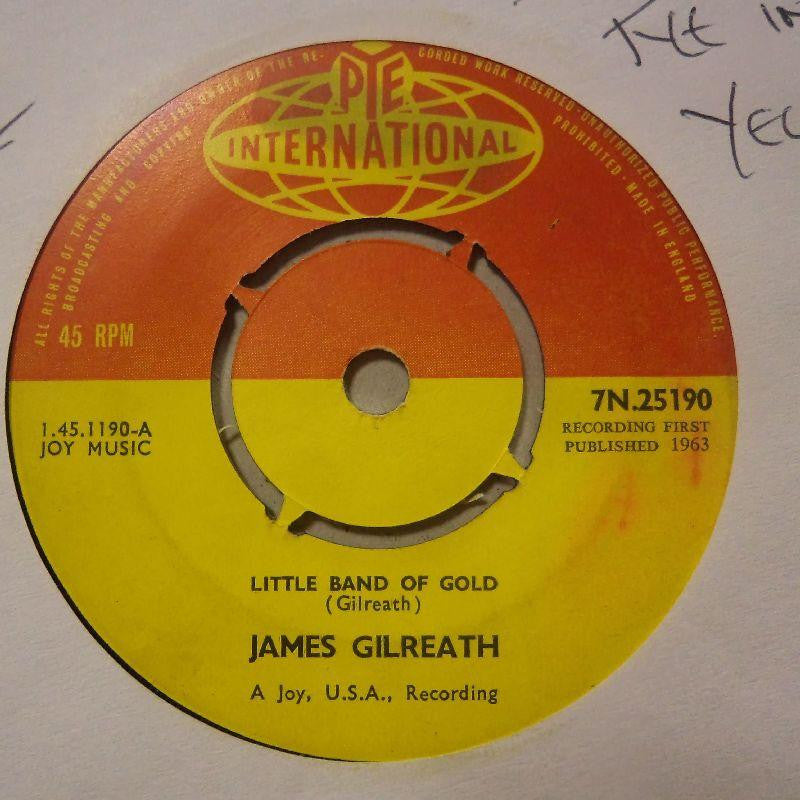 PYE
INTERNATIONAL
ALL RIGHTS OF THE MANUFACTURERS AND OWNER OF THE RE-CORDED WORK RESERVED · UNAUTHORIZED PUBLIC PERFORMANCE.
BROADCASTING AND COPYING PROHIBITED · MADE IN ENGLAND
45 RPM
7N.25190
1.45.1190-A
JOY MUSIC
RECORDING FIRST
PUBLISHED 1963
LITTLE BAND OF GOLD
(Gilreath)
JAMES GILREATH
A Joy, U.S.A., Recording